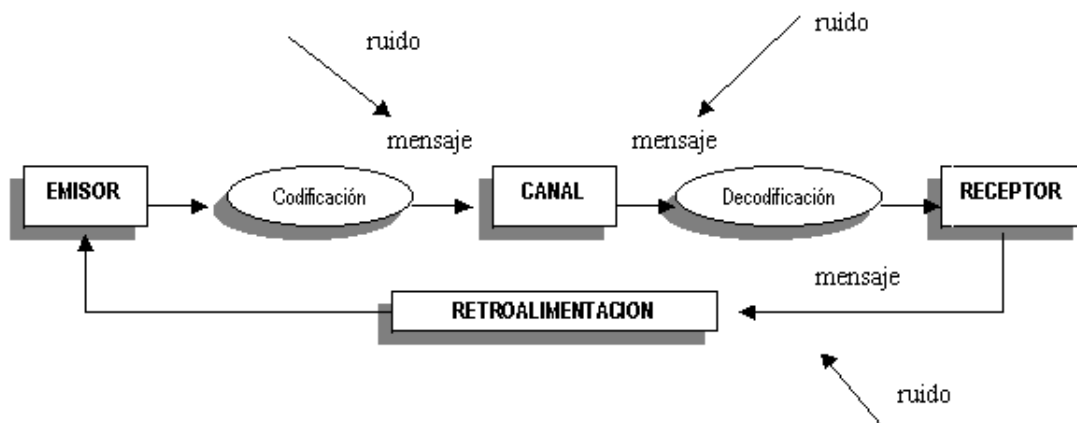 ruido
ruido
mensaje
mensaje
EMISOR
Codificación
CANAL
Decodificación
RECEPTOR
mensaje
RETROALIMENTACION
ruido